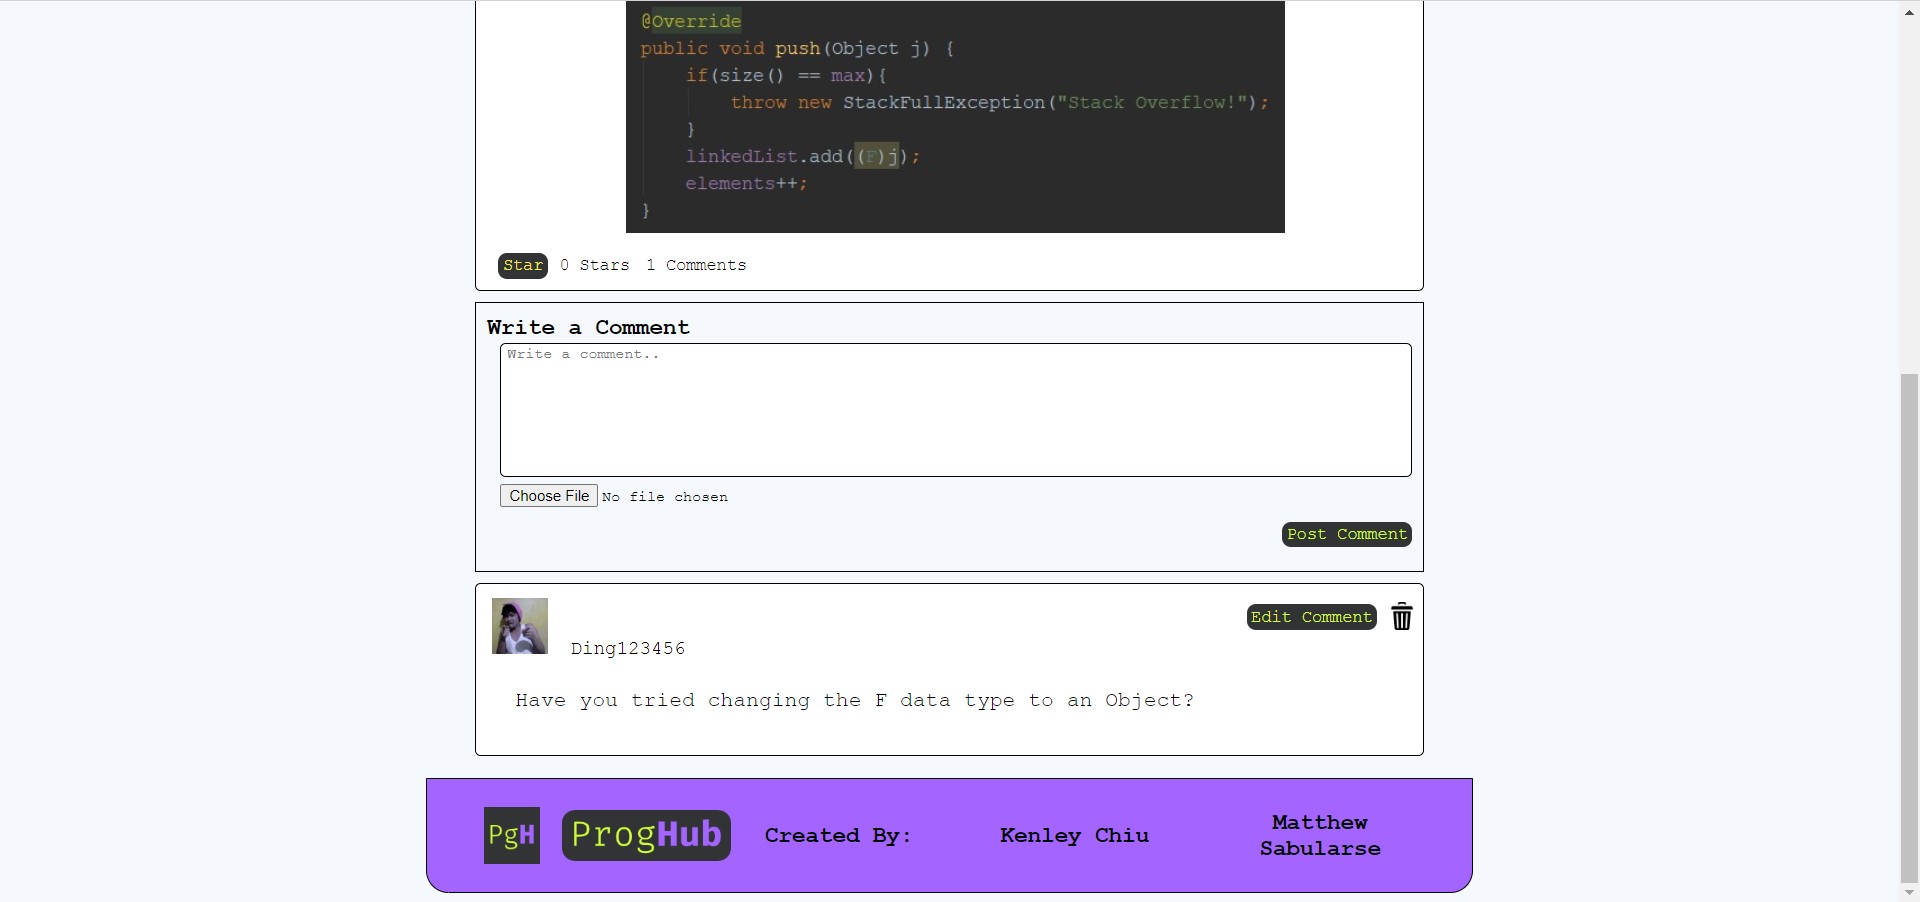 @Override
public void push(Object j) {
if(size() == max){
throw new StackFullException("Stack Overflow!");
}
linkedList.add((F)j);
elements++;
}
Star 0 Stars 1 Comments
Write a Comment
Write a comment..
Choose File No file chosen
Post Comment
Edit Comment
Ding123456
Have you tried changing the F data type to an Object?
PgH ProgHub Created By: Kenley Chiu Matthew
Sabularse